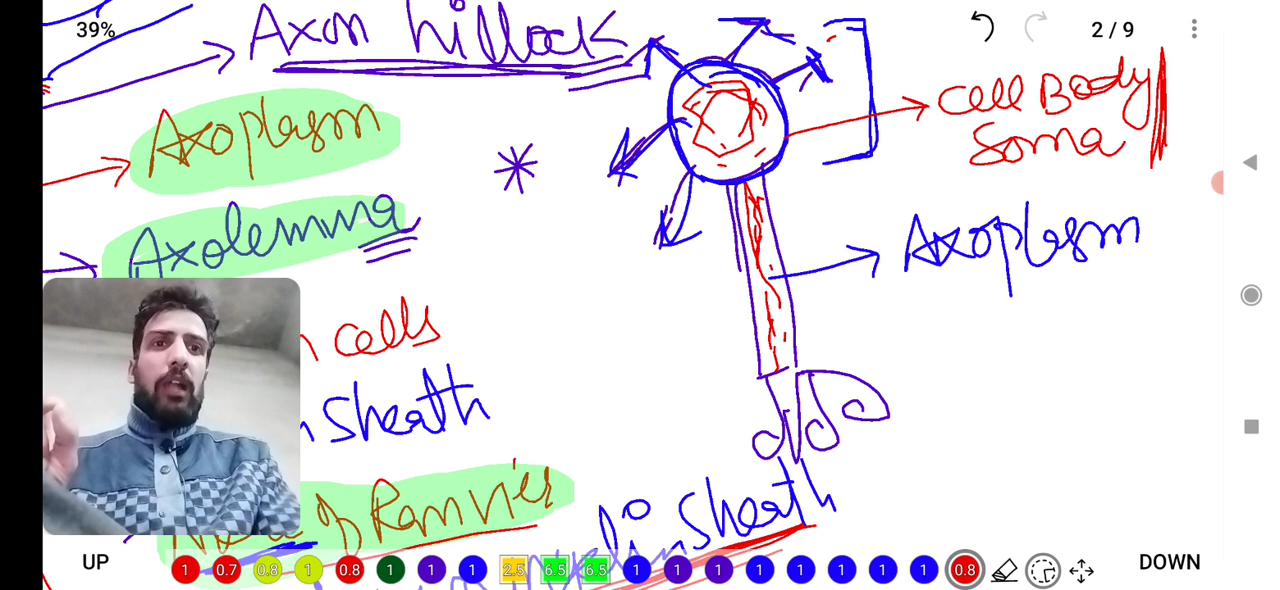 39%
2 / 9
Axon hillock
Axoplasm
Axolemma
cells
Sheath
of Ranvier
Cell Body
Soma
Axoplasm
Sheath
UP
1 0.7 0.8 1 0.8 1 1 1 2.5 6.5 6.5 1 1 1 1 1 1 1 1 0.8
DOWN